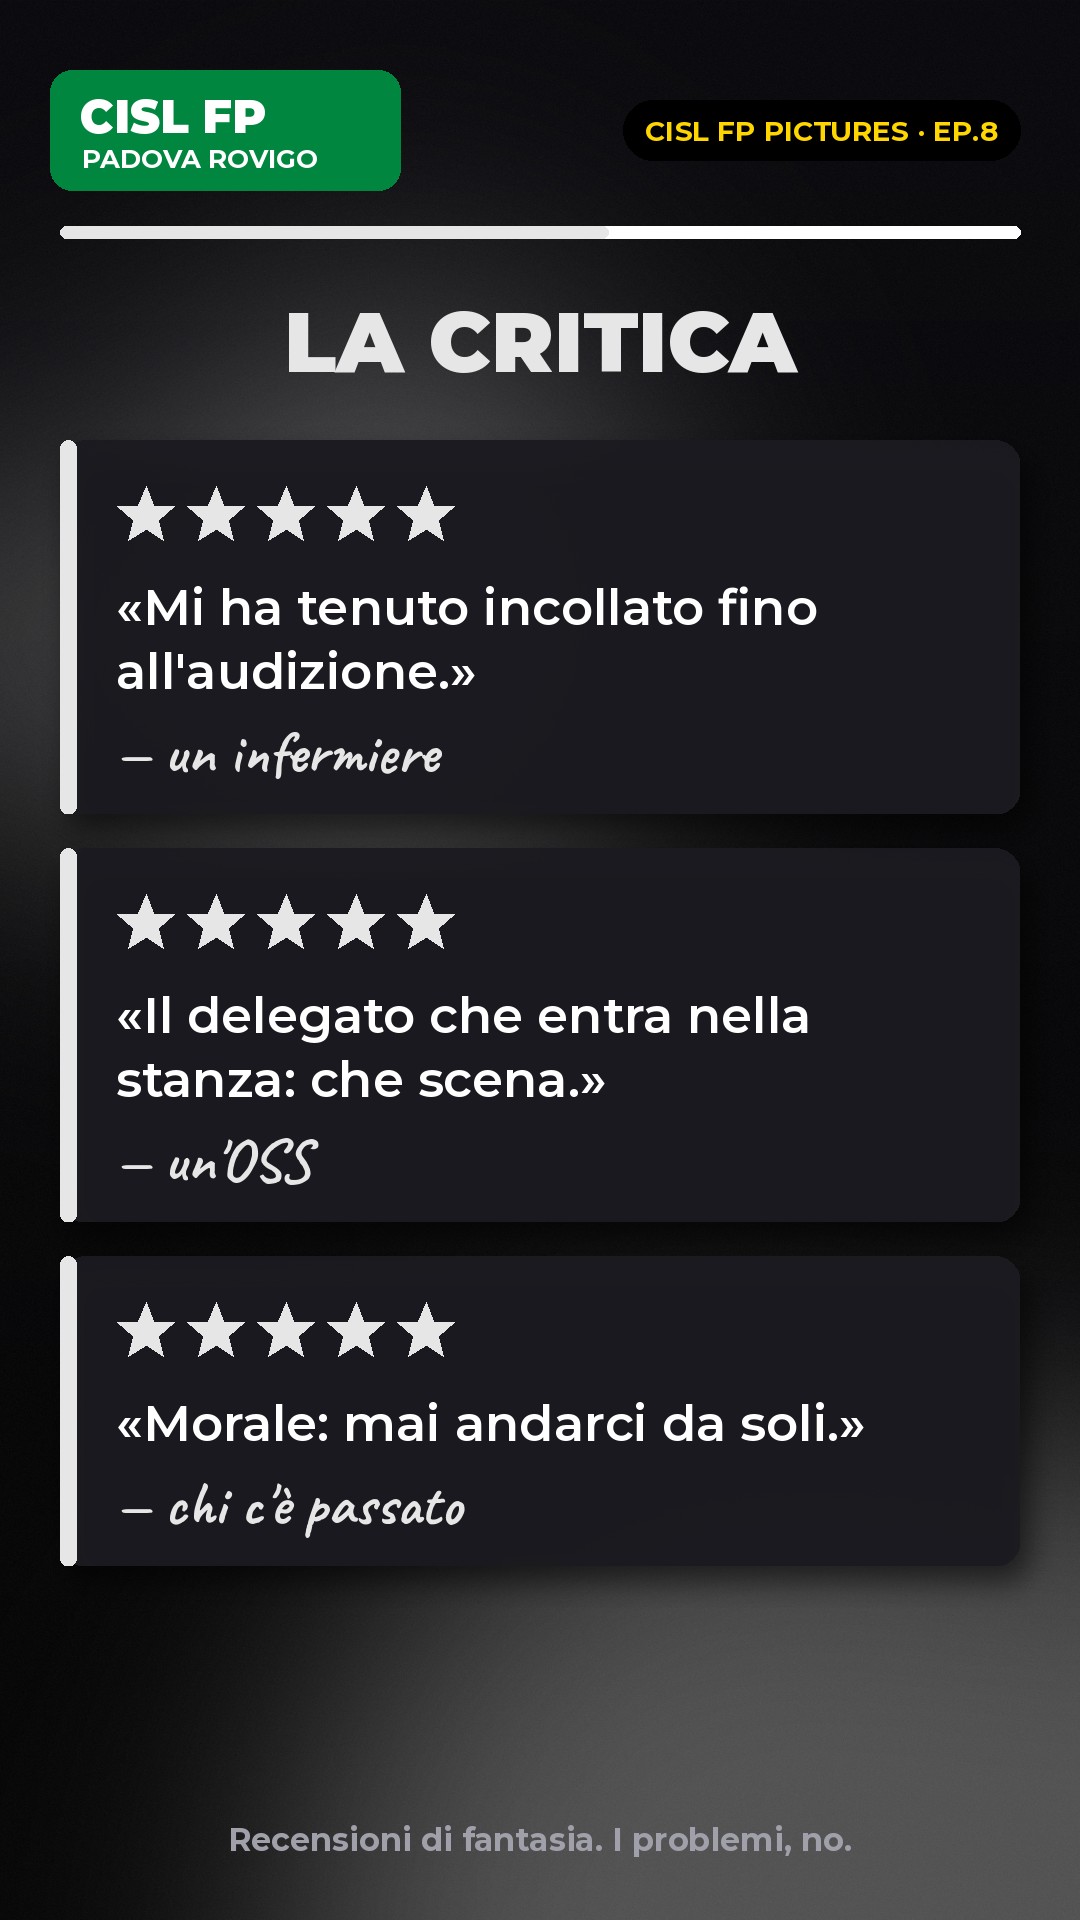 CISL FP
PADOVA ROVIGO
CISL FP PICTURES · EP.8
LA CRITICA
«Mi ha tenuto incollato fino
all'audizione.»
— un infermiere
«Il delegato che entra nella
stanza: che scena.»
— un'OSS
«Morale: mai andarci da soli.»
— chi c'è passato
Recensioni di fantasia. I problemi, no.